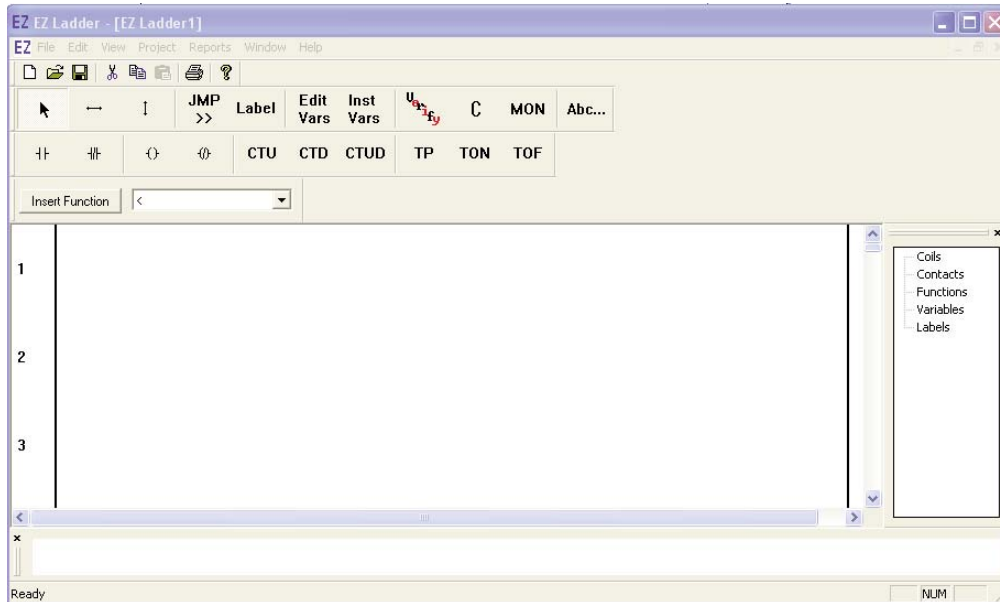 EZ EZ Ladder - [EZ Ladder1]
EZ File Edit View Project Reports Window Help
JMP >> Label Edit Vars Inst Vars Verify C MON Abc...
CTU CTD CTUD TP TON TOF
Insert Function <
1
2
3
Coils
Contacts
Functions
Variables
Labels
Ready NUM